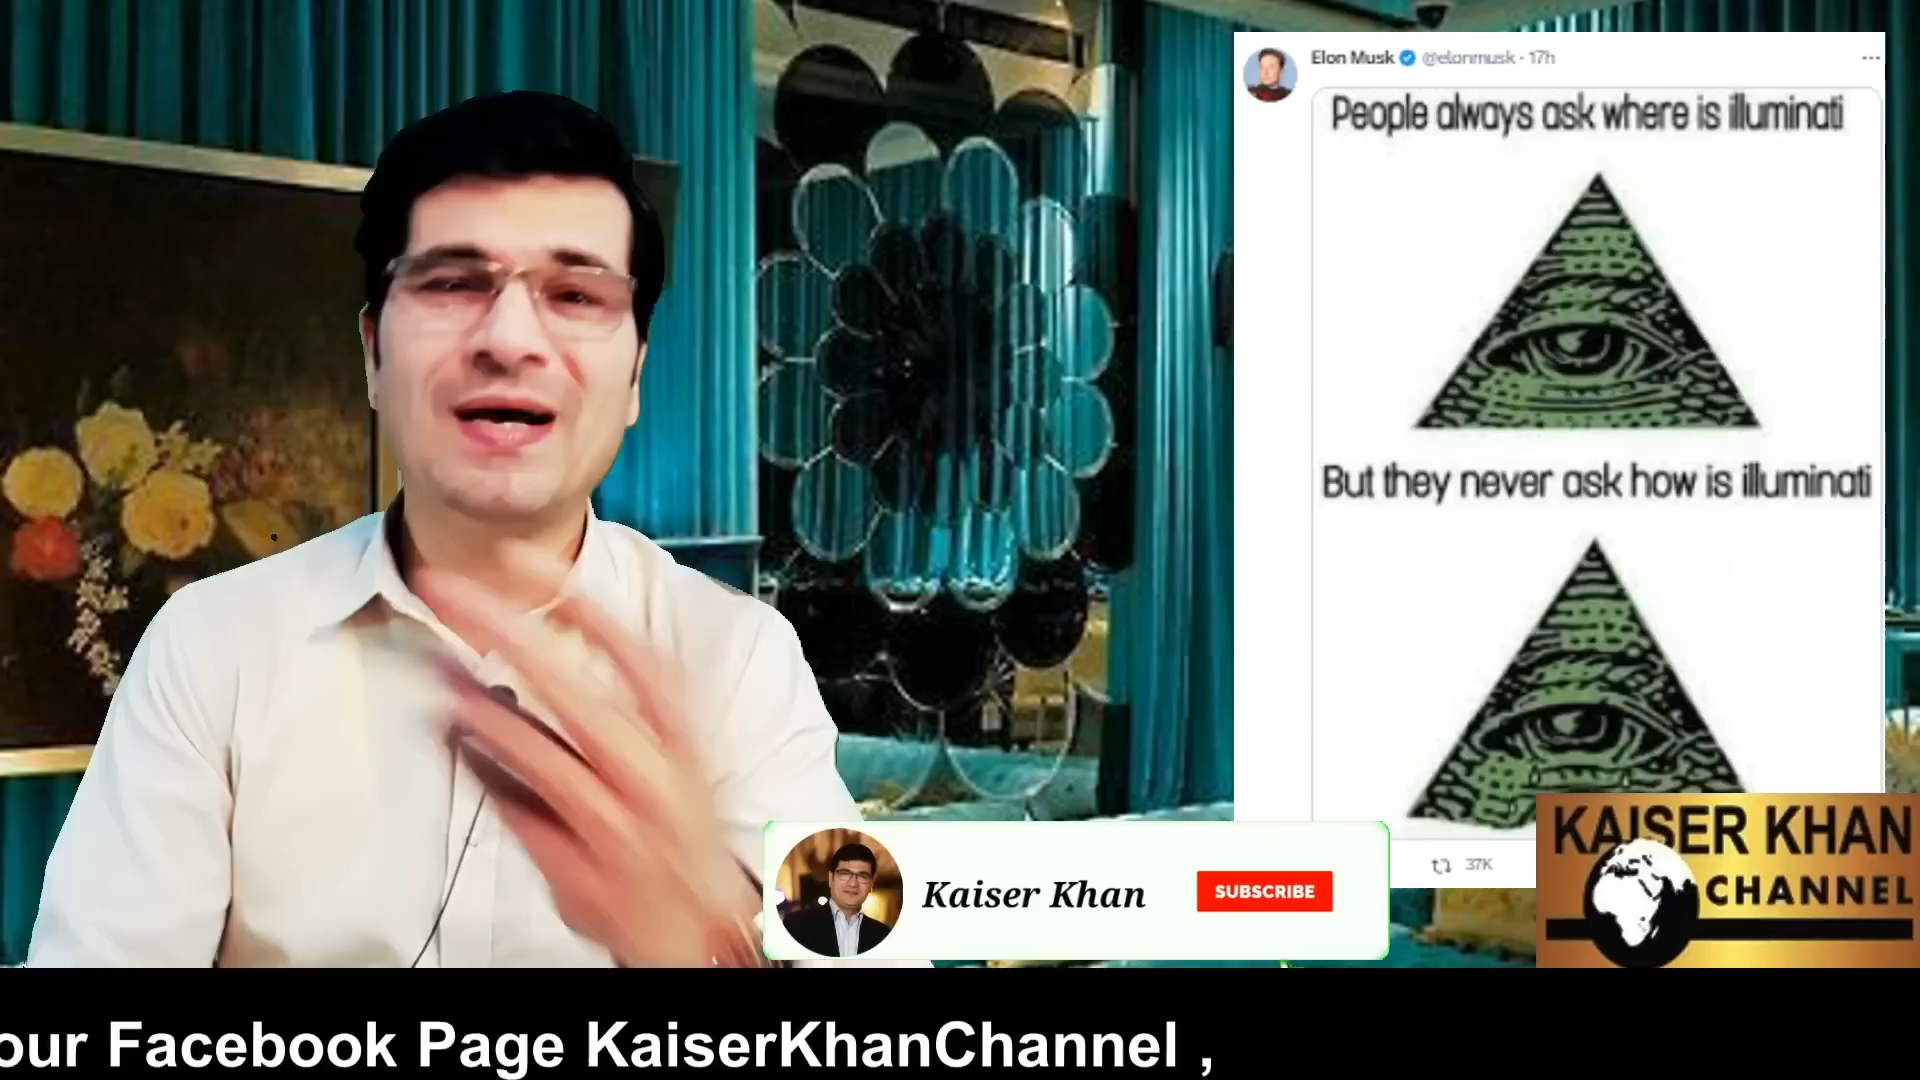 Elon Musk @elonmusk · 17h
People always ask where is illuminati
But they never ask how is illuminati
37K
Kaiser Khan
SUBSCRIBE
KAISER KHAN
CHANNEL
our Facebook Page KaiserKhanChannel ,